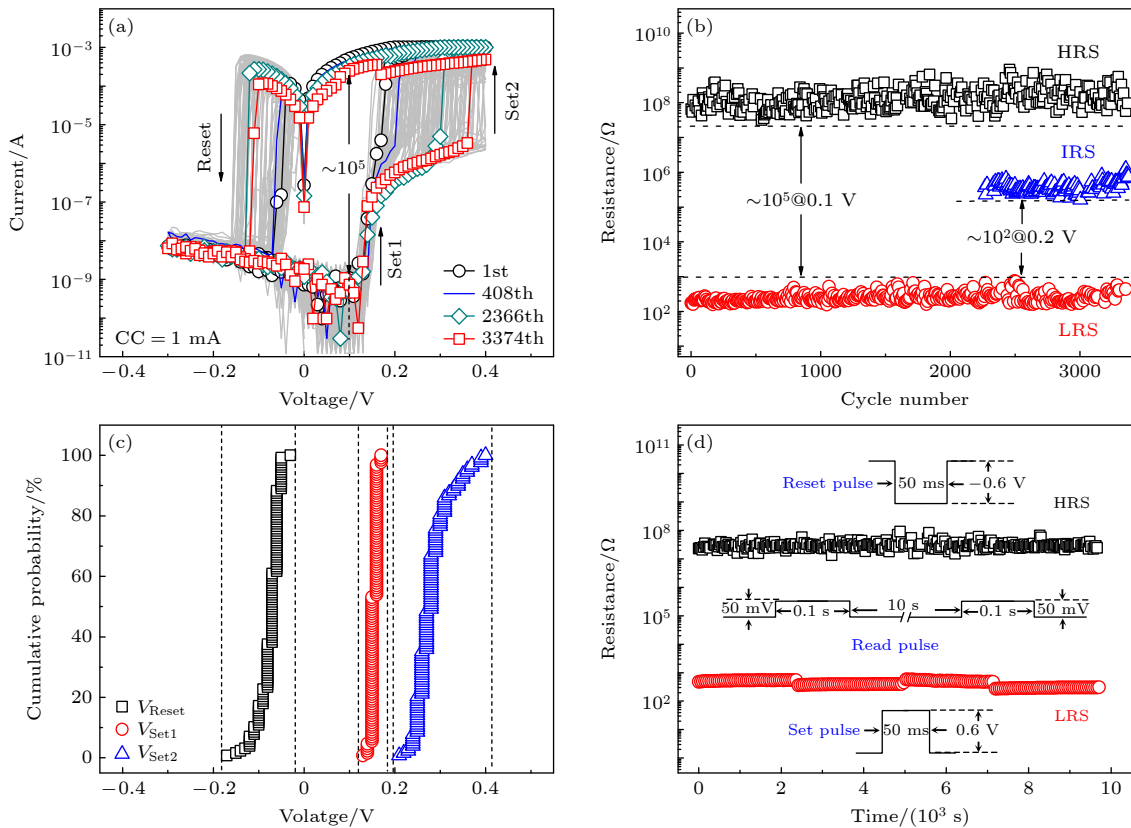 (a)
10⁻³
10⁻⁵
10⁻⁷
10⁻⁹
10⁻¹¹
Current/A
Reset
~10⁵
Set1
Set2
1st
408th
2366th
3374th
CC = 1 mA
−0.4
−0.2
0
0.2
0.4
Voltage/V
(b)
10¹⁰
10⁸
10⁶
10⁴
10²
Resistance/Ω
HRS
IRS
~10⁵@0.1 V
~10²@0.2 V
LRS
0
1000
2000
3000
Cycle number
(c)
100
80
60
40
20
0
Cumulative probability/%
V_Reset
V_Set1
V_Set2
−0.4
−0.2
0
0.2
0.4
Volatge/V
(d)
10¹¹
10⁸
10⁵
10²
Resistance/Ω
Reset pulse
50 ms
−0.6 V
HRS
50 mV
0.1 s
10 s
0.1 s
50 mV
Read pulse
LRS
Set pulse
50 ms
0.6 V
0
2
4
6
8
10
Time/(10³ s)